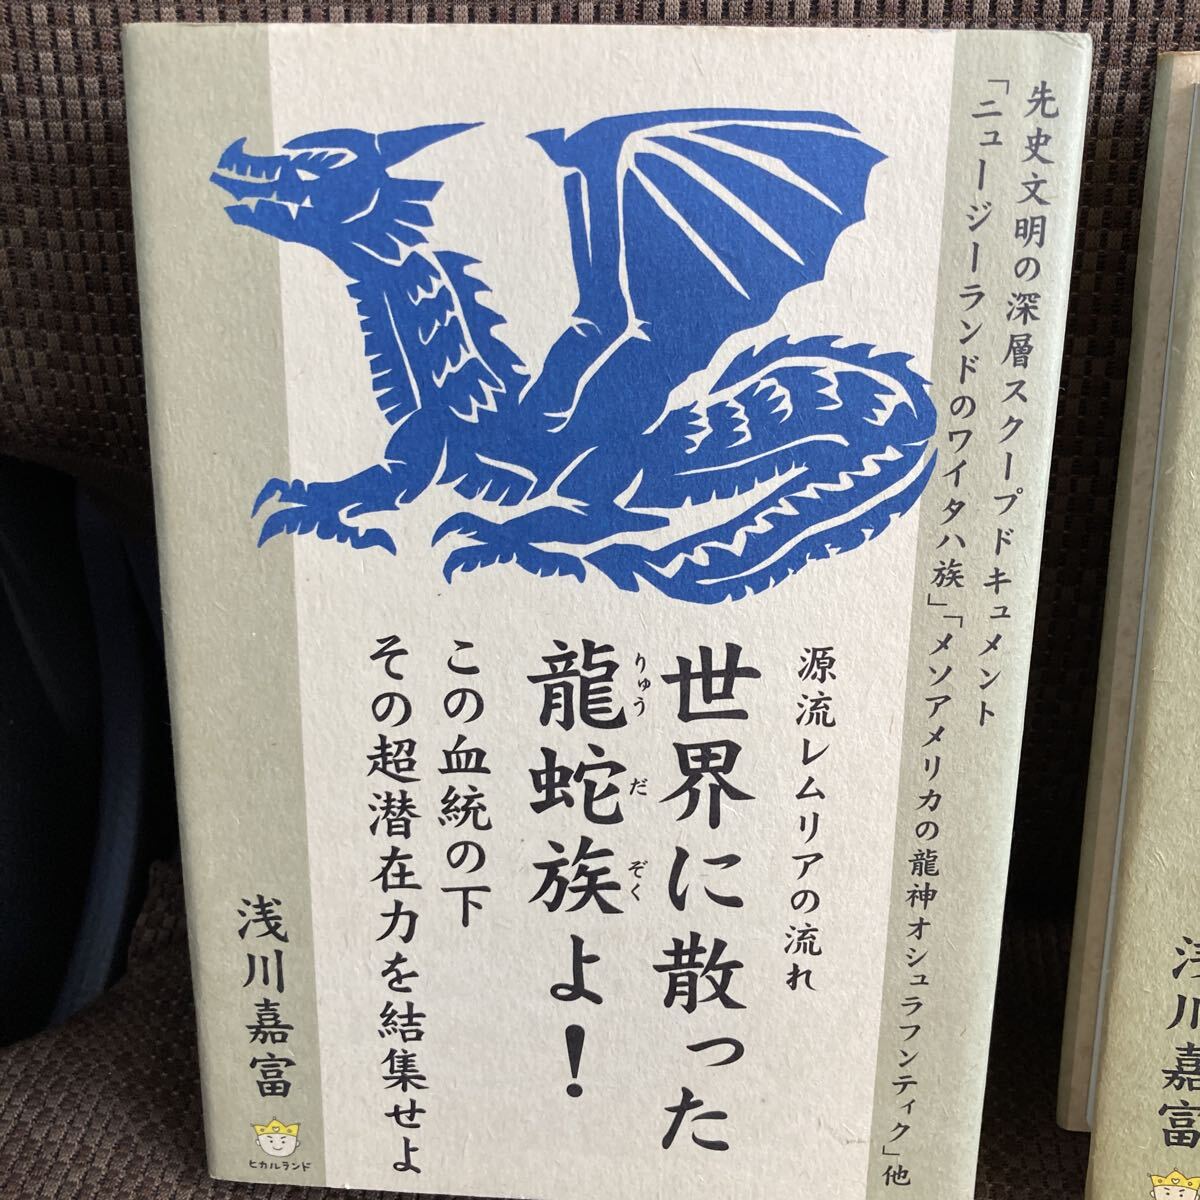 先史文明の深層スクープドキュメント
「ニュージーランドのワイタハ族」「メソアメリカの龍神オシュラフンティク」他
源流レムリアの流れ
世界に散った
龍蛇族よ！
りゅう だ ぞく
この血統の下
その超潜在力を結集せよ
浅川嘉富
ヒカルランド
浅川嘉富